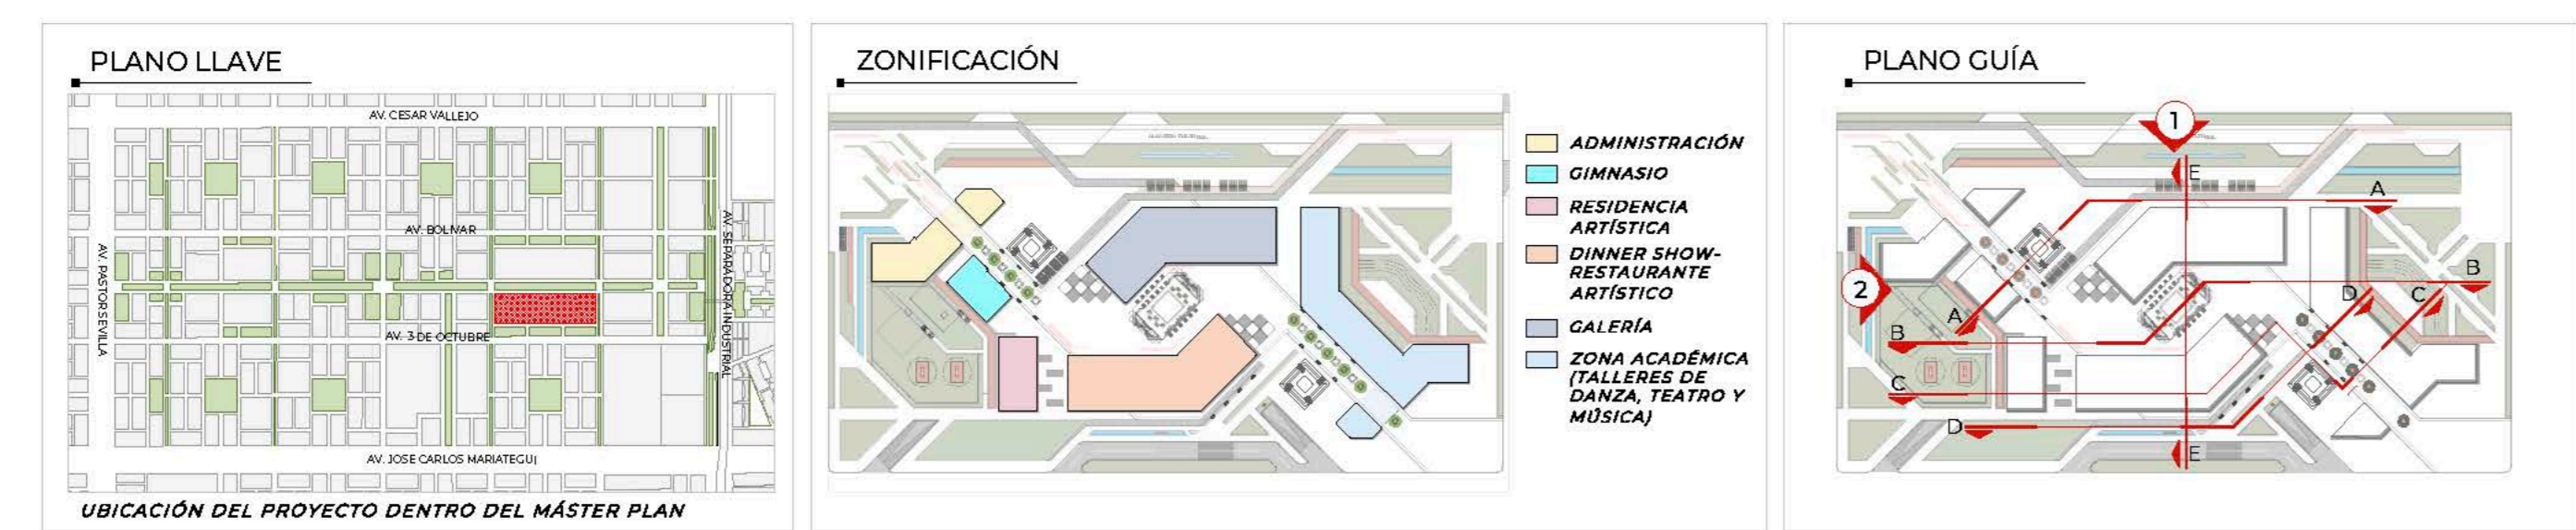 PLANO LLAVE
AV. CESAR VALLEJO
AV. BOLIVAR
AV. PASTOR SEVILLA
AV. SEPARADORA INDUSTRIAL
AV. 3 DE OCTUBRE
AV. JOSE CARLOS MARIATEGUI
UBICACIÓN DEL PROYECTO DENTRO DEL MÁSTER PLAN
ZONIFICACIÓN
ADMINISTRACIÓN
GIMNASIO
RESIDENCIA
ARTÍSTICA
DINNER SHOW-
RESTAURANTE
ARTÍSTICO
GALERÍA
ZONA ACADÉMICA
(TALLERES DE
DANZA, TEATRO Y
MÚSICA)
PLANO GUÍA
1
E
A
2
B
D
C
A
B
C
D
E